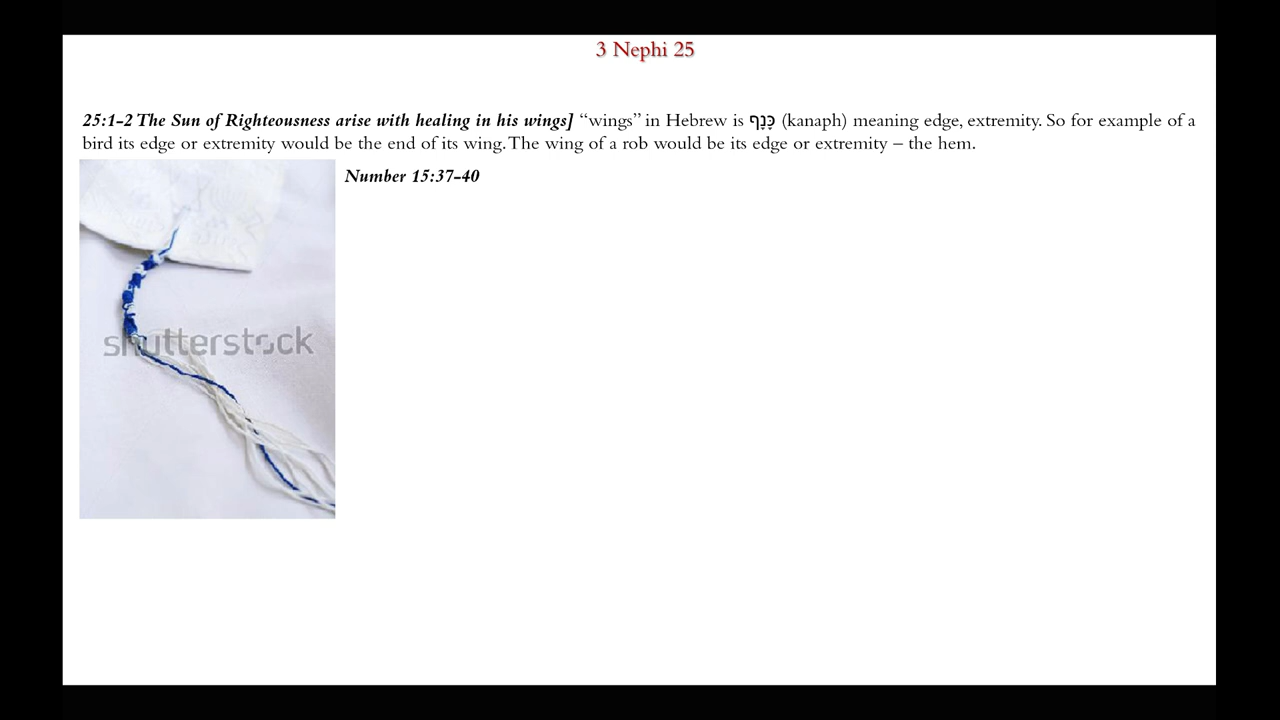 3 Nephi 25
25:1-2 The Sun of Righteousness arise with healing in his wings] “wings” in Hebrew is כָּנָף (kanaph) meaning edge, extremity. So for example of a
bird its edge or extremity would be the end of its wing. The wing of a rob would be its edge or extremity – the hem.
Number 15:37-40
shutterstock